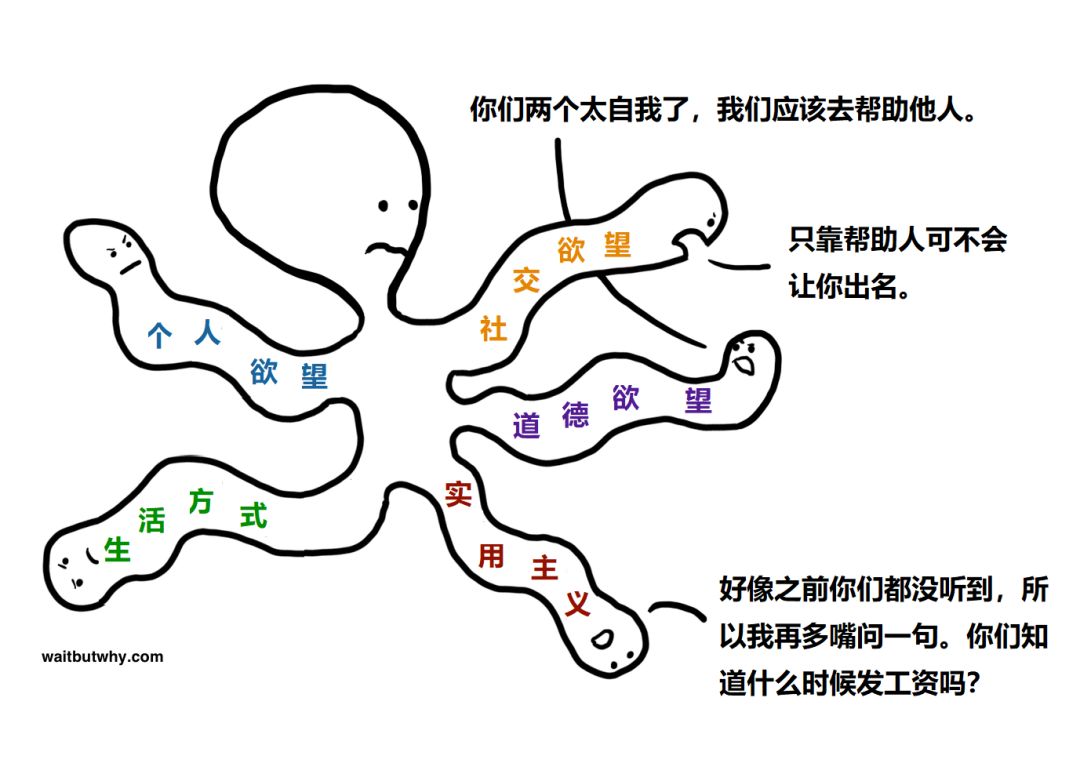 你们两个太自我了，我们应该去帮助他人。
只靠帮助人可不会
让你出名。
社交欲望
个人欲望
道德欲望
生活方式
实用主义
好像之前你们都没听到，所
以我再多嘴问一句。你们知
道什么时候发工资吗？
waitbutwhy.com